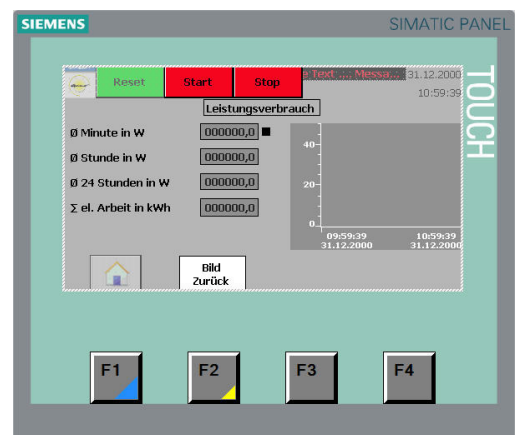 SIEMENS
SIMATIC PANEL
TOUCH
Reset
Start
Stop
e Text ... Messa...
31.12.2000
10:59:39
Leistungsverbrauch
Ø Minute in W
000000,0
Ø Stunde in W
000000,0
Ø 24 Stunden in W
000000,0
Σ el. Arbeit in kWh
000000,0
40
20
0
09:59:39
31.12.2000
10:59:39
31.12.2000
Bild
Zurück
F1
F2
F3
F4